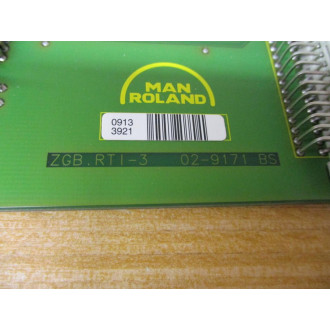 MAN
ROLAND
0913
3921
ZGB.RTI-3 02-9171 BS